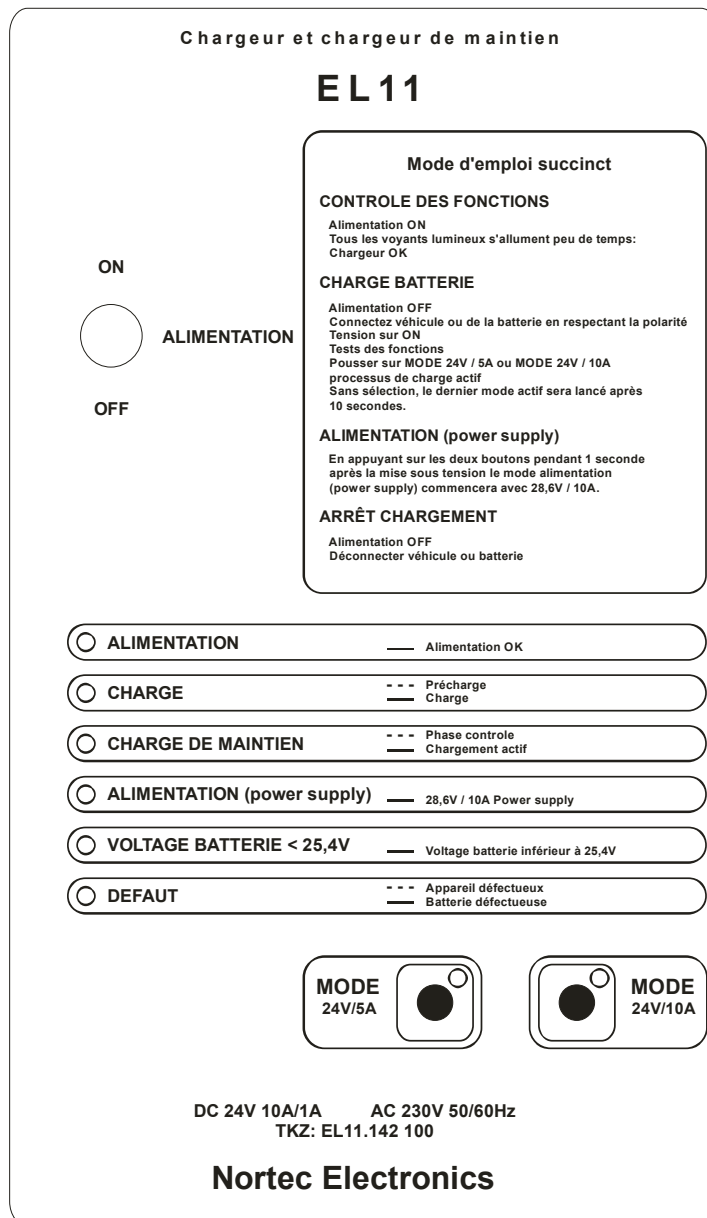 Chargeur et chargeur de maintien
EL11
Mode d'emploi succinct
CONTROLE DES FONCTIONS
Alimentation ON
Tous les voyants lumineux s'allument peu de temps:
Chargeur OK
CHARGE BATTERIE
Alimentation OFF
Connectez véhicule ou de la batterie en respectant la polarité
Tension sur ON
Tests des fonctions
Pousser sur MODE 24V / 5A ou MODE 24V / 10A
processus de charge actif
Sans sélection, le dernier mode actif sera lancé après
10 secondes.
ALIMENTATION (power supply)
En appuyant sur les deux boutons pendant 1 seconde
après la mise sous tension le mode alimentation
(power supply) commencera avec 28,6V / 10A.
ARRÊT CHARGEMENT
Alimentation OFF
Déconnecter véhicule ou batterie
ON
ALIMENTATION
OFF
ALIMENTATION
Alimentation OK
CHARGE
Précharge
Charge
CHARGE DE MAINTIEN
Phase controle
Chargement actif
ALIMENTATION (power supply)
28,6V / 10A Power supply
VOLTAGE BATTERIE < 25,4V
Voltage batterie inférieur à 25,4V
DEFAUT
Appareil défectueux
Batterie défectueuse
MODE
24V/5A
MODE
24V/10A
DC 24V 10A/1A AC 230V 50/60Hz
TKZ: EL11.142 100
Nortec Electronics